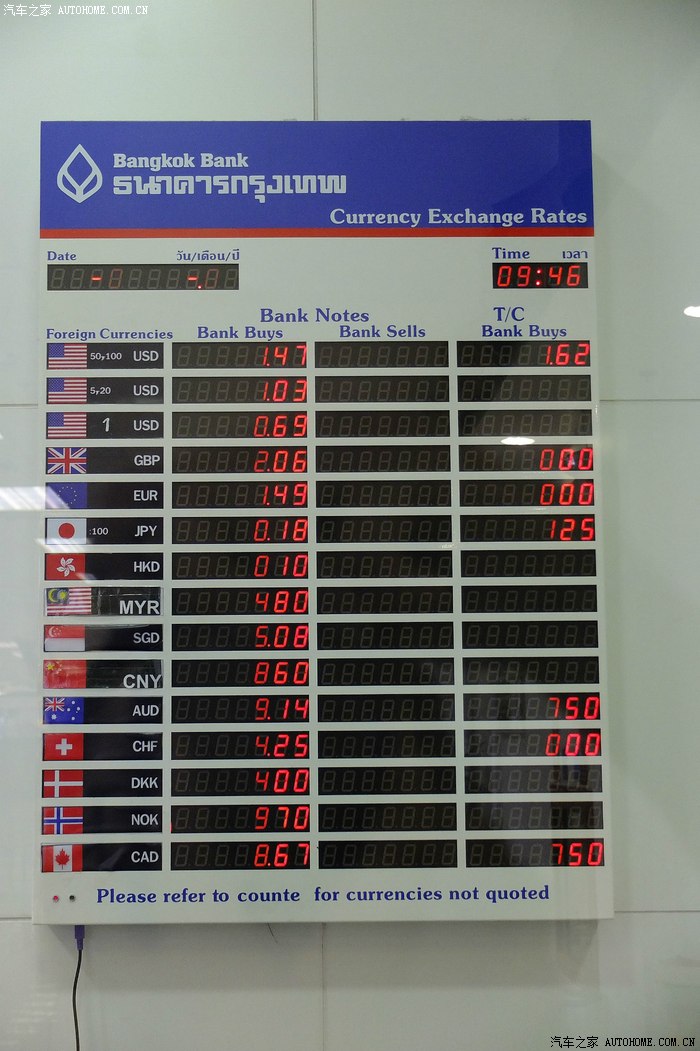 汽车之家 AUTOHOME.COM.CN
Bangkok Bank
ธนาคารกรุงเทพ
Currency Exchange Rates
Date วัน/เดือน/ปี Time เวลา
09:46
Bank Notes T/C
Foreign Currencies Bank Buys Bank Sells Bank Buys
50,100 USD 1.47 1.62
5,20 USD 1.03
1 USD 0.69
GBP 2.06 000
EUR 1.49 000
:100 JPY 0.18 125
HKD 010
MYR 480
SGD 5.08
CNY 860
AUD 9.14 750
CHF 4.25 000
DKK 400
NOK 970
CAD 8.67 750
Please refer to counte for currencies not quoted
汽车之家 AUTOHOME.COM.CN